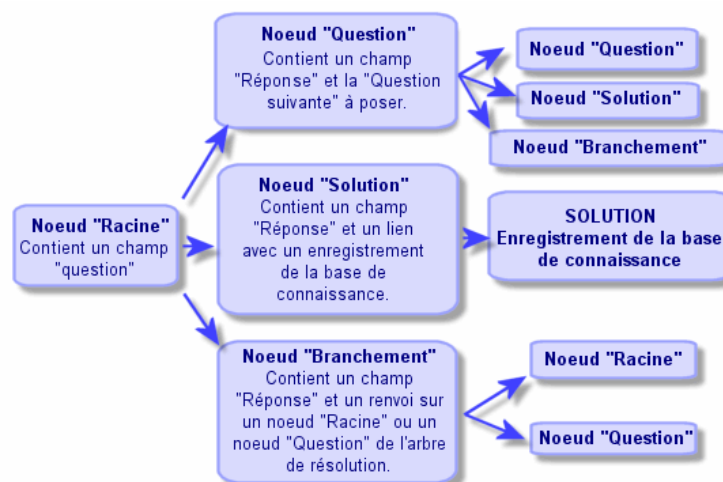 Noeud "Racine"
Contient un champ
"question"
Noeud "Question"
Contient un champ
"Réponse" et la "Question
suivante" à poser.
Noeud "Question"
Noeud "Solution"
Noeud "Branchement"
Noeud "Solution"
Contient un champ
"Réponse" et un lien
avec un enregistrement
de la base de
connaissance.
SOLUTION
Enregistrement de la base
de connaissance
Noeud "Branchement"
Contient un champ
"Réponse" et un renvoi sur
un noeud "Racine" ou un
noeud "Question" de l'arbre
de résolution.
Noeud "Racine"
Noeud "Question"